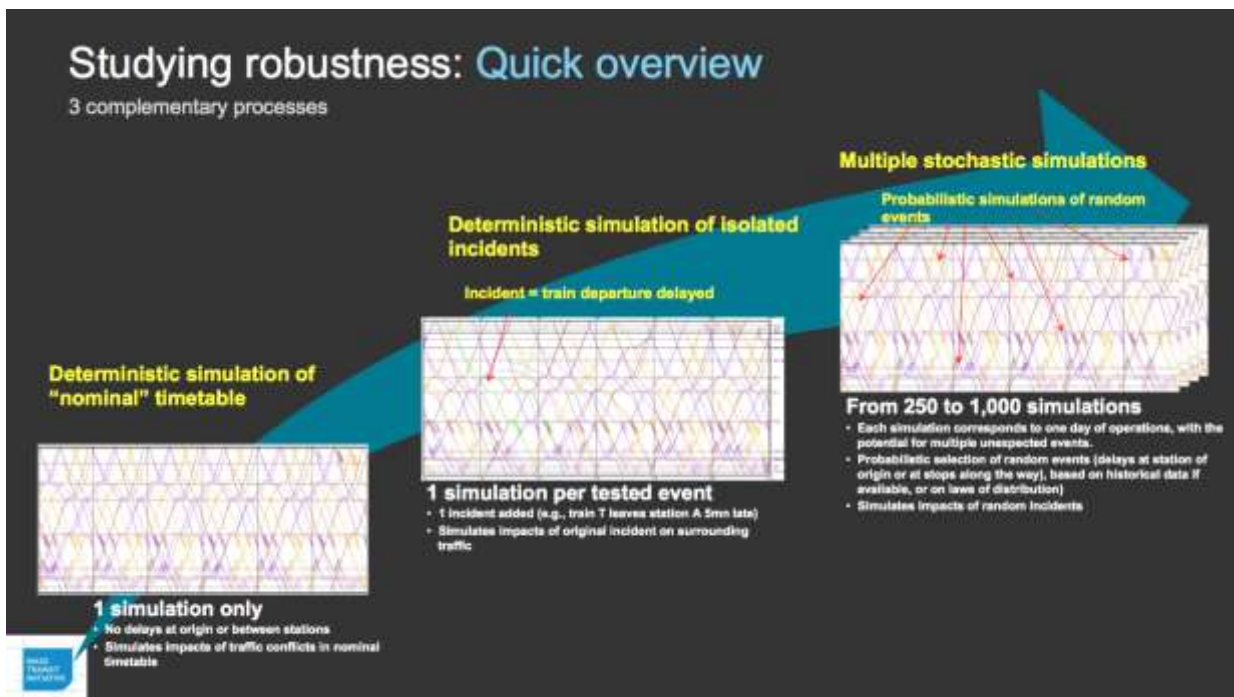 Studying robustness: Quick overview
3 complementary processes
Deterministic simulation of
“nominal” timetable
1 simulation only
• No delays at origin or between stations
• Simulates impacts of traffic conflicts in nominal
timetable
Deterministic simulation of isolated
incidents
Incident = train departure delayed
1 simulation per tested event
• 1 incident added (e.g., train T leaves station A 5mn late)
• Simulates impacts of original incident on surrounding
traffic
Multiple stochastic simulations
Probabilistic simulations of random
events
From 250 to 1,000 simulations
• Each simulation corresponds to one day of operations, with the
potential for multiple unexpected events.
• Probabilistic selection of random events (delays at station of
origin or at stops along the way), based on historical data if
available, or on laws of distribution)
• Simulates impacts of random incidents
MASS
TRANSIT
INITIATIVE